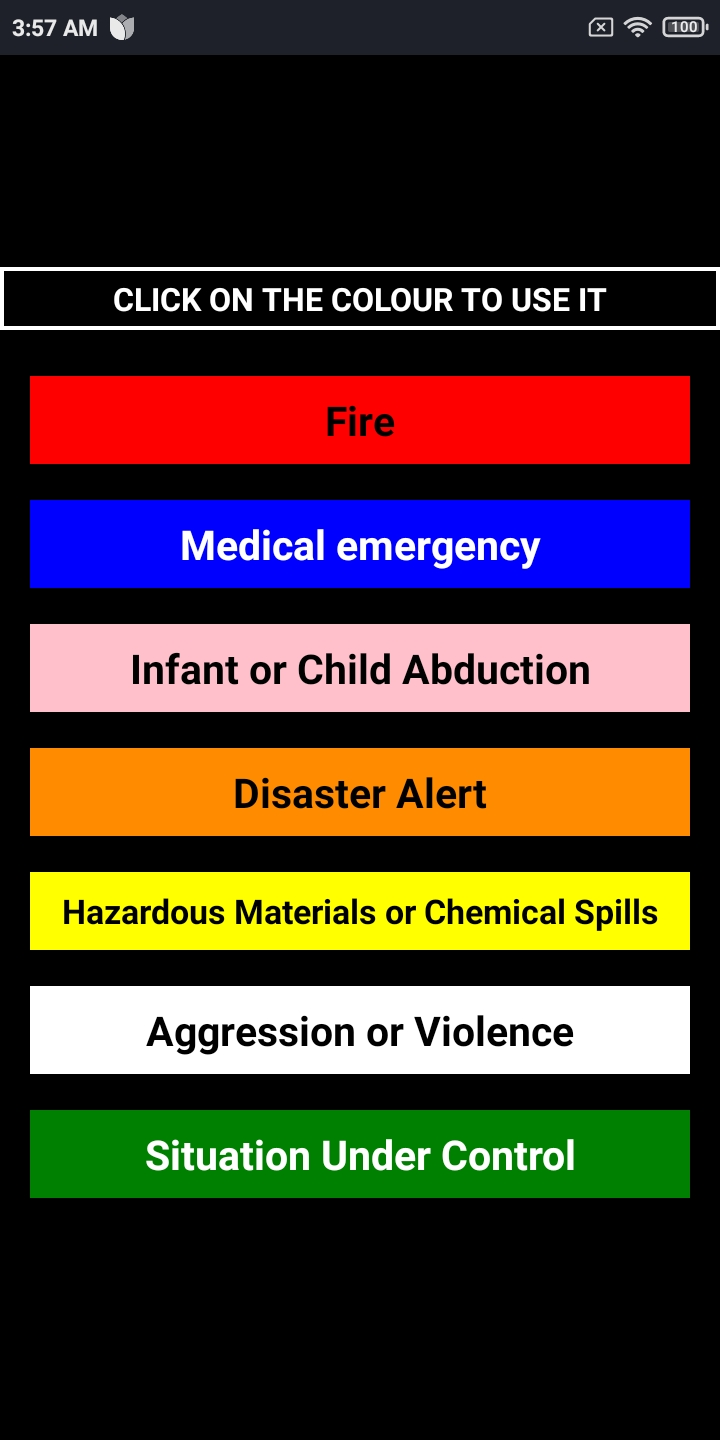 3:57 AM
100
CLICK ON THE COLOUR TO USE IT
Fire
Medical emergency
Infant or Child Abduction
Disaster Alert
Hazardous Materials or Chemical Spills
Aggression or Violence
Situation Under Control